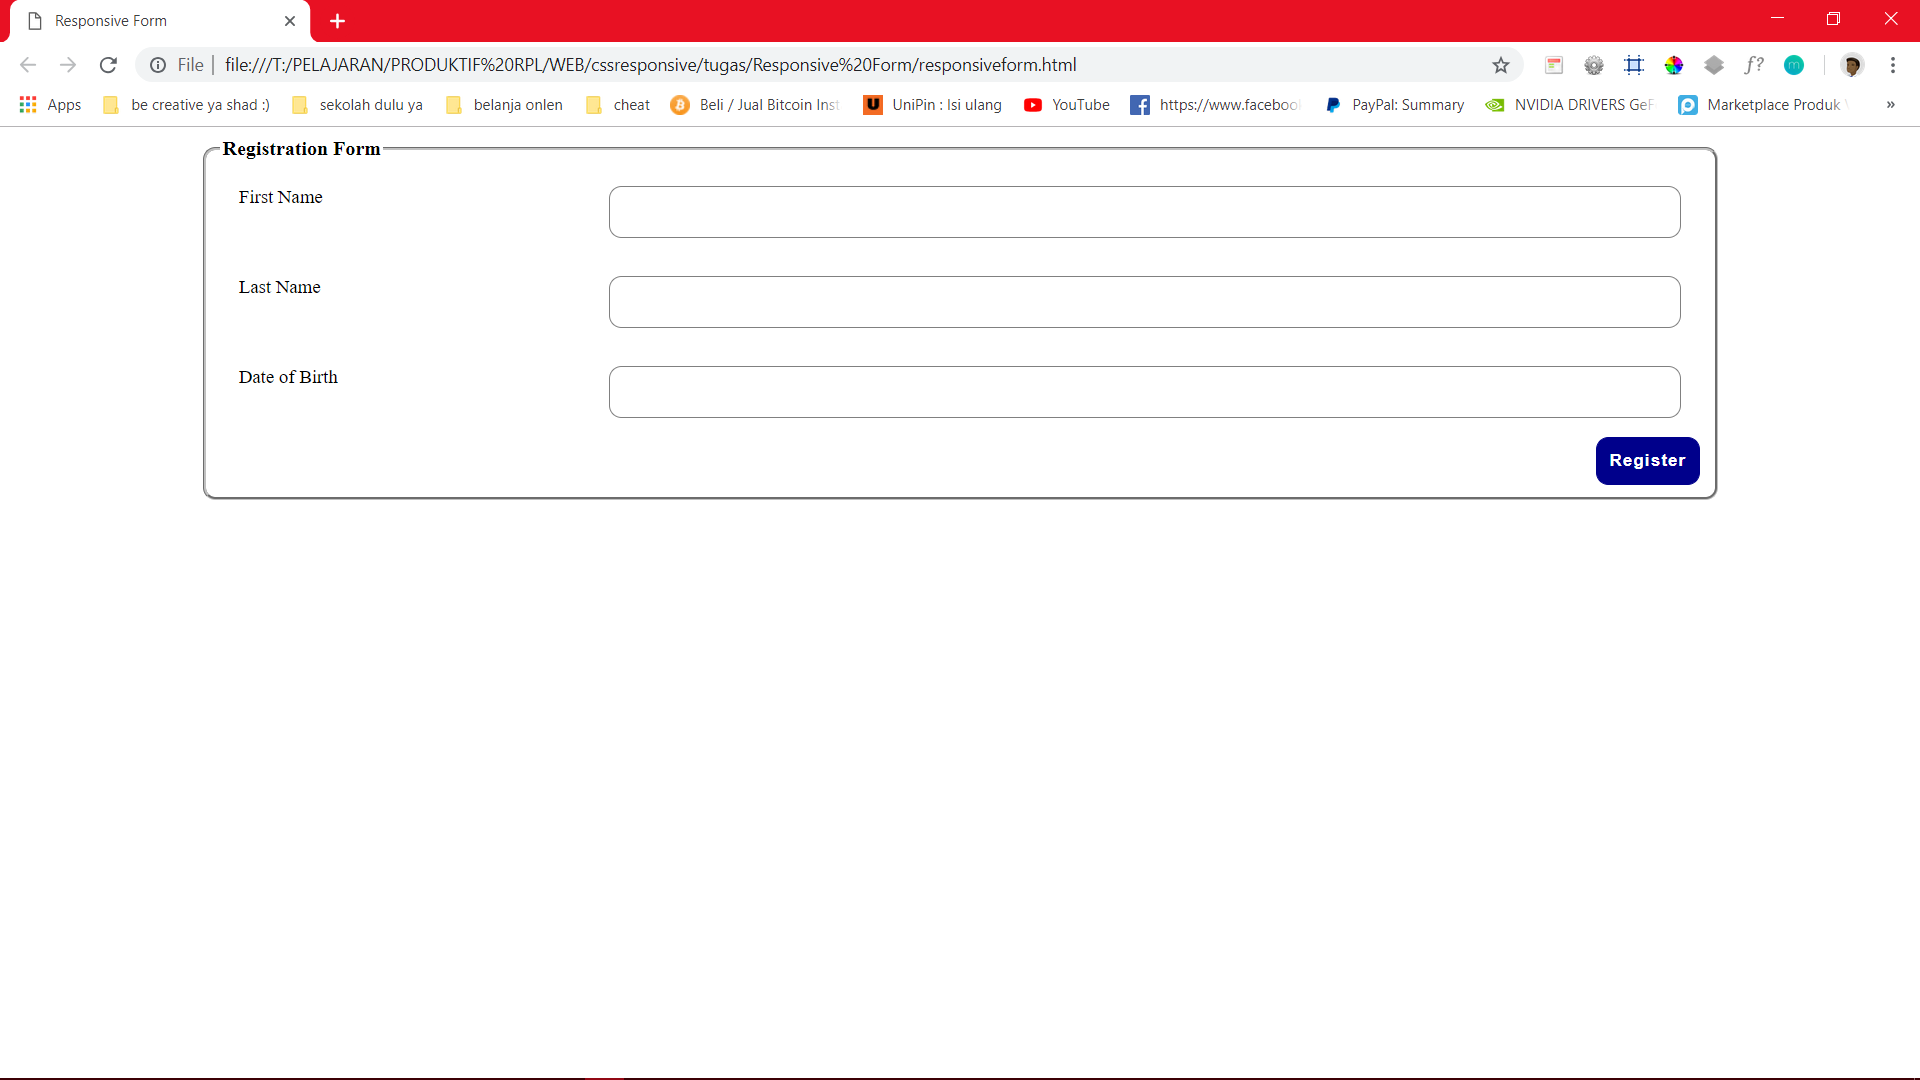 Responsive Form
File | file:///T:/PELAJARAN/PRODUKTIF%20RPL/WEB/cssresponsive/tugas/Responsive%20Form/responsiveform.html
f?
m
Apps be creative ya shad :) sekolah dulu ya belanja onlen cheat Beli / Jual Bitcoin Inst UniPin : Isi ulang YouTube https://www.faceboo PayPal: Summary NVIDIA DRIVERS GeF Marketplace Produk »
Registration Form
First Name
Last Name
Date of Birth
Register